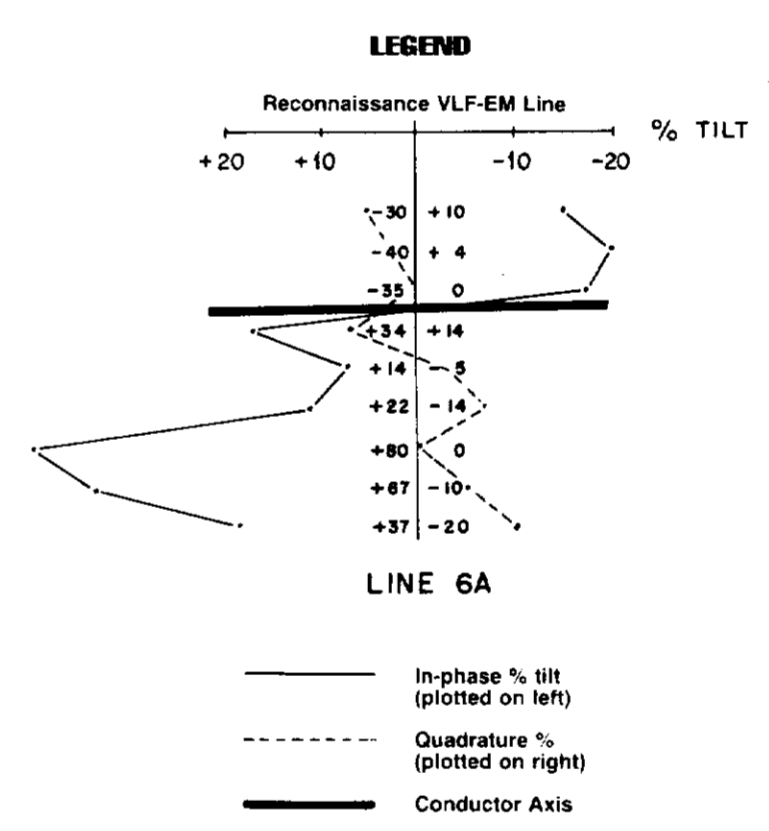 LEGEND
Reconnaissance VLF-EM Line
% TILT
+20 +10 -10 -20
-30 +10
-40 + 4
-35 0
+34 +14
+14 - 5
+22 -14
+80 0
+67 -10
+37 -20
LINE 6A
In-phase % tilt
(plotted on left)
Quadrature %
(plotted on right)
Conductor Axis